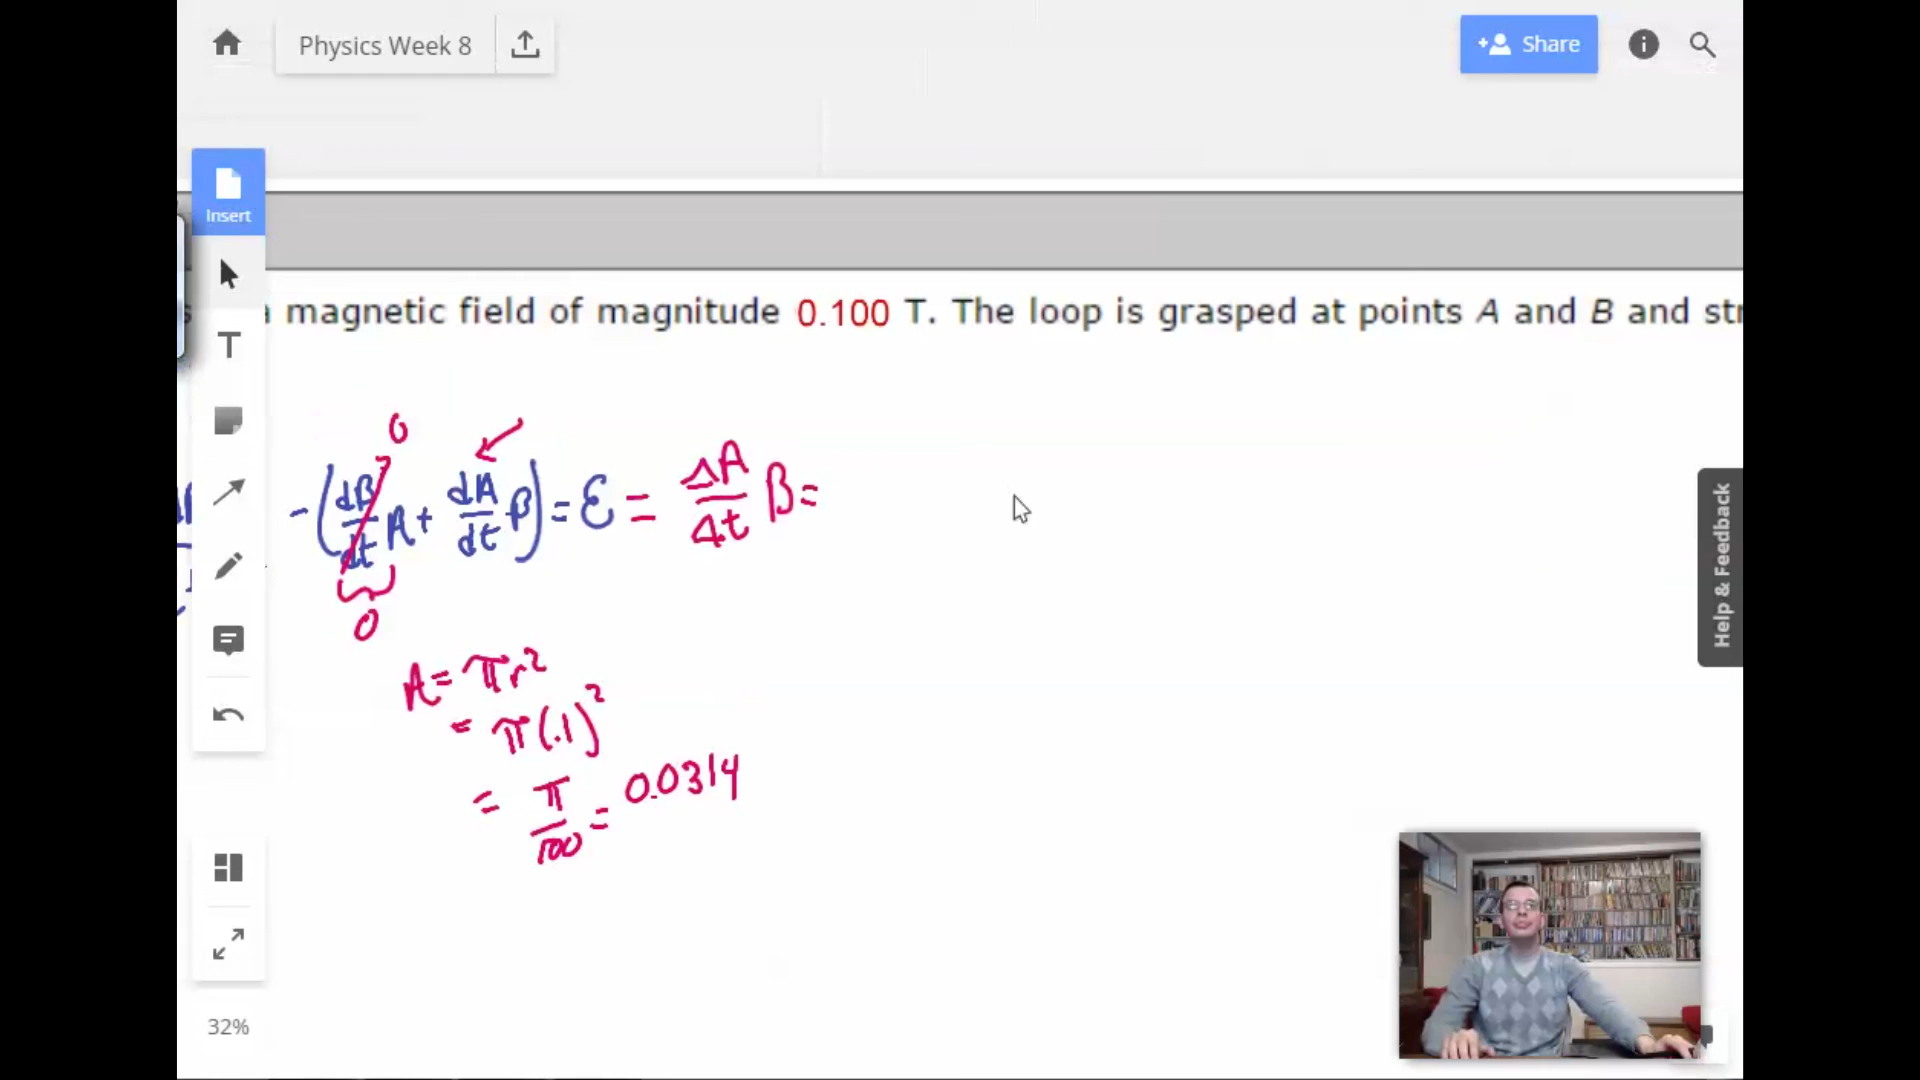 Physics Week 8
Share
Insert
a magnetic field of magnitude 0.100 T. The loop is grasped at points A and B and str
0
-(dB/dt A + dA/dt B) = ε = ΔA/Δt B =
0
A = πr²
= π(.1)²
= π/100 = 0.0314
Help & Feedback
32%